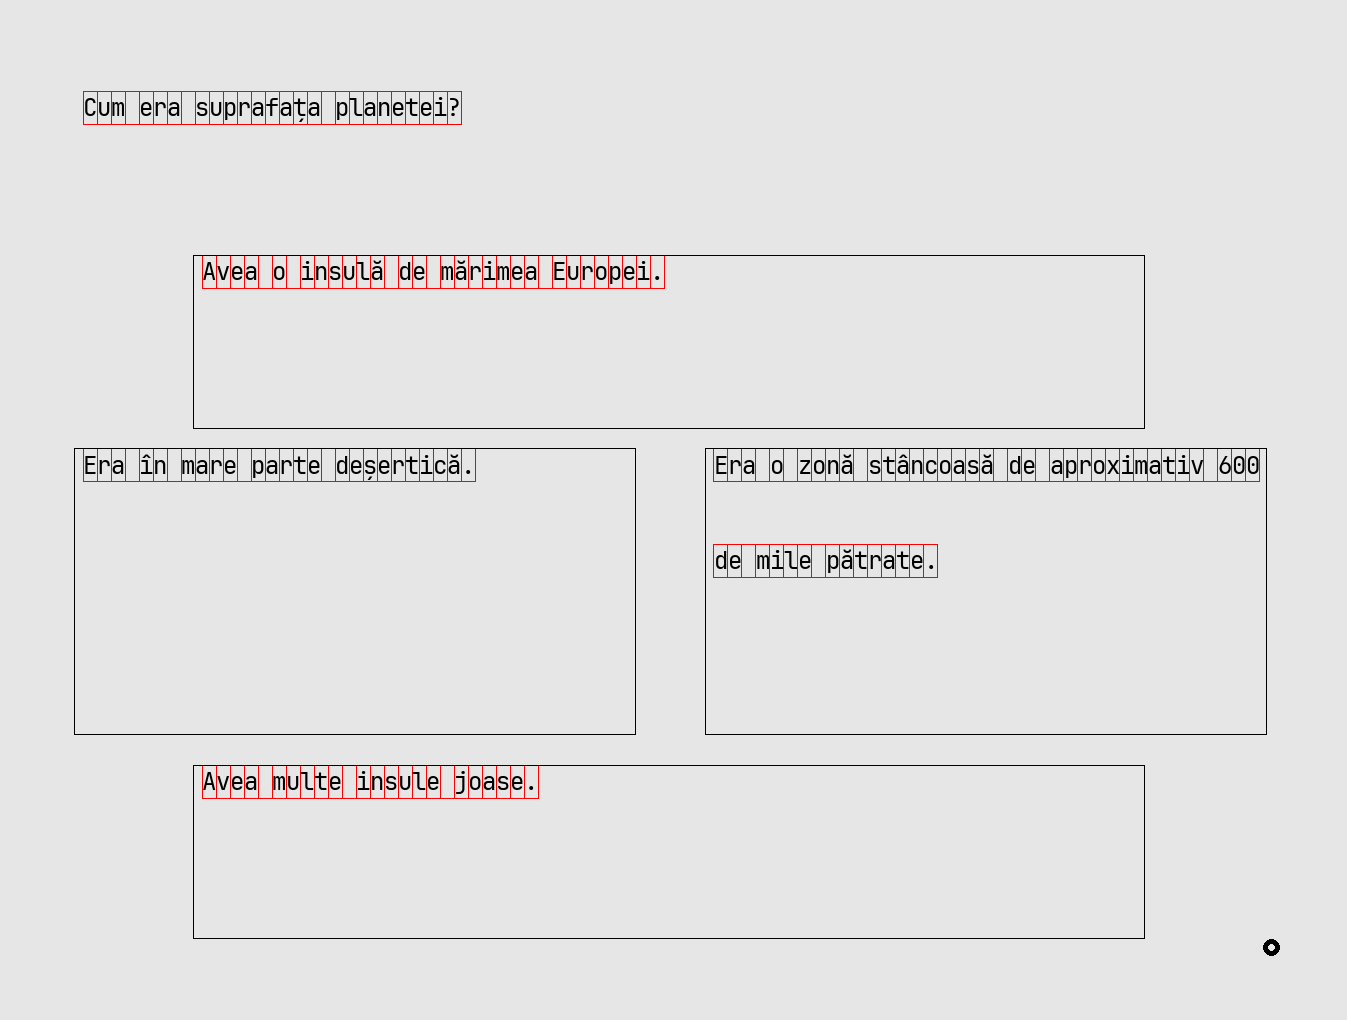 Cum era suprafața planetei?
Avea o insulă de mărimea Europei.
Era în mare parte deșertică.
Era o zonă stâncoasă de aproximativ 600
de mile pătrate.
Avea multe insule joase.